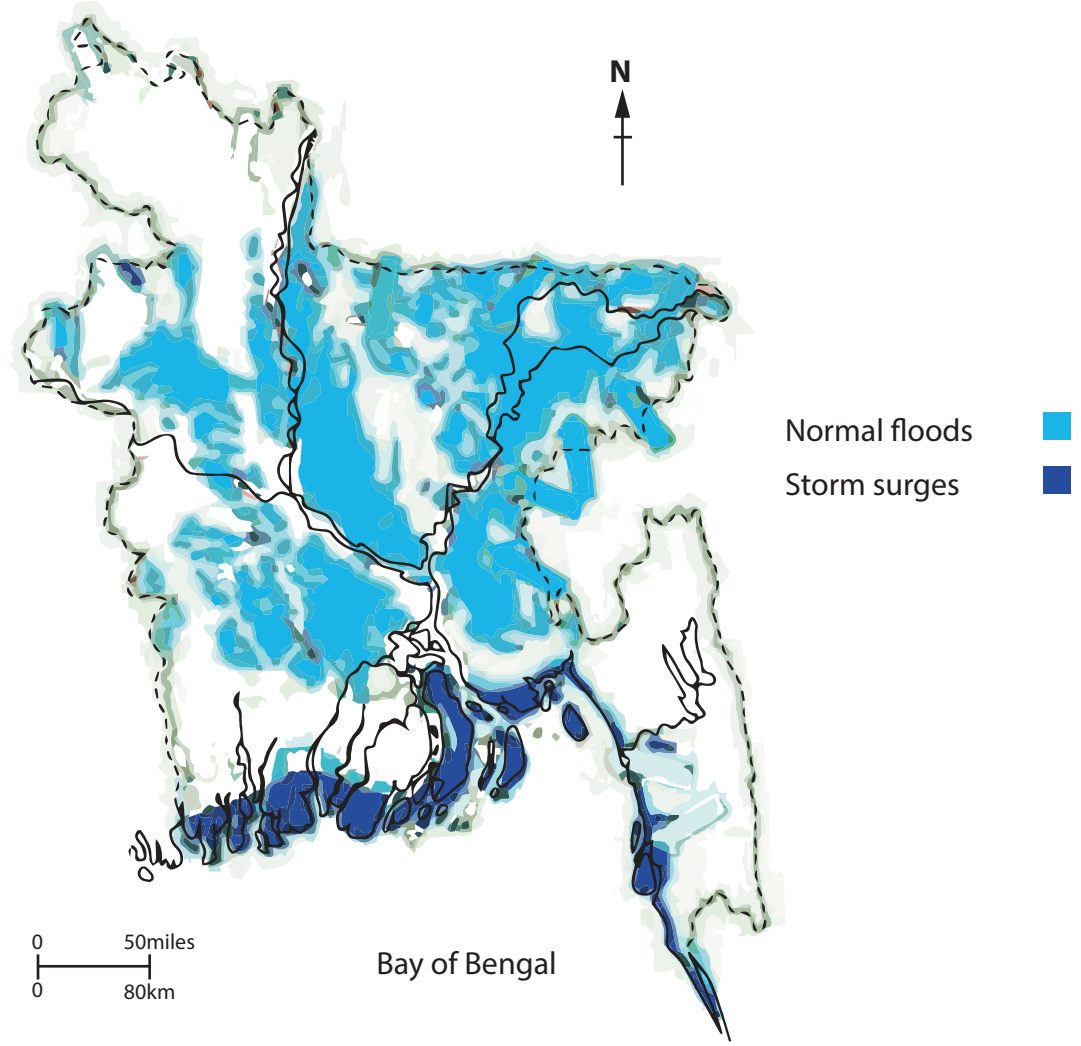 N
Normal floods
Storm surges
0 50miles
0 80km
Bay of Bengal